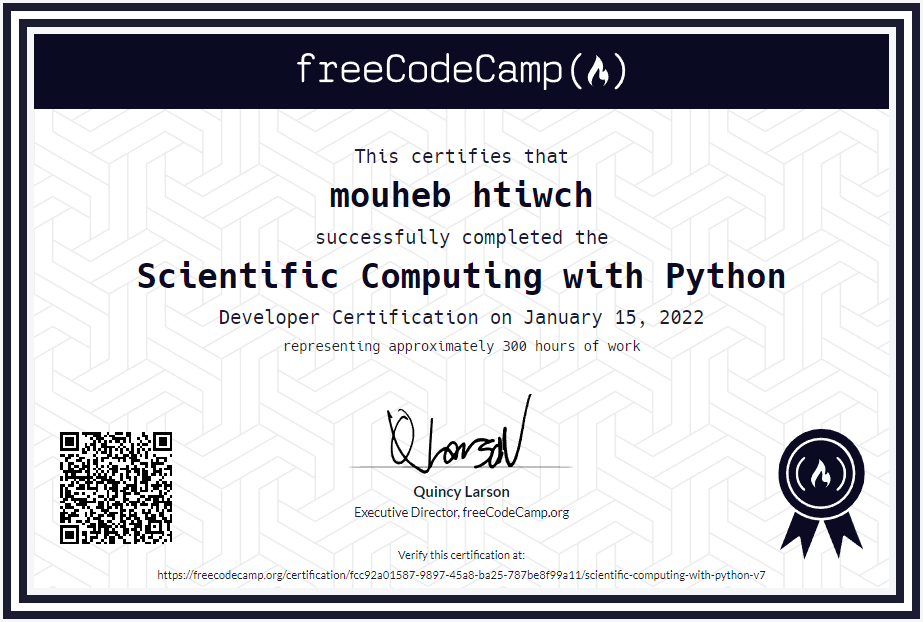 freeCodeCamp(🔥)
This certifies that
mouheb htiwch
successfully completed the
Scientific Computing with Python
Developer Certification on January 15, 2022
representing approximately 300 hours of work
Q Larson
Quincy Larson
Executive Director, freeCodeCamp.org
Verify this certification at:
https://freecodecamp.org/certification/fcc92a01587-9897-45a8-ba25-787be8f99a11/scientific-computing-with-python-v7